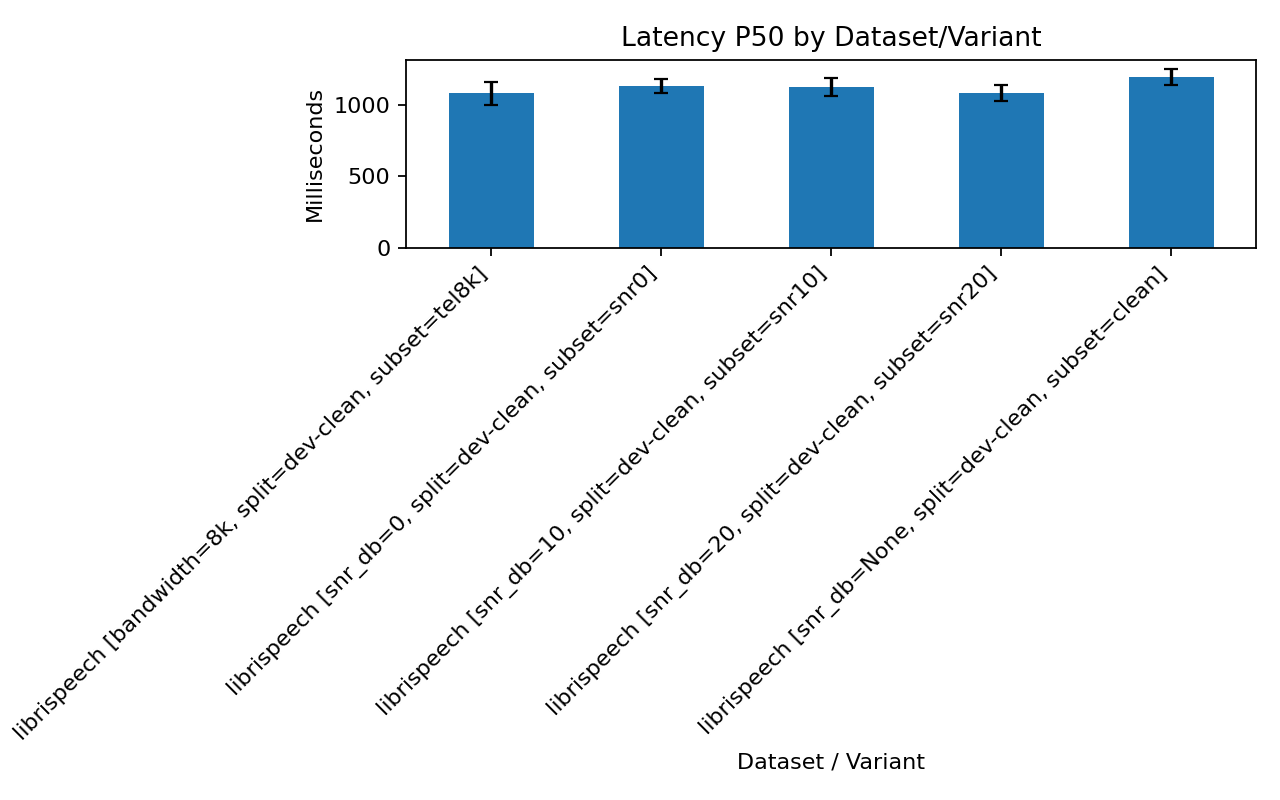 Latency P50 by Dataset/Variant
Milliseconds
1000
500
0
librispeech [bandwidth=8k, split=dev-clean, subset=tel8k]
librispeech [snr_db=0, split=dev-clean, subset=snr0]
librispeech [snr_db=10, split=dev-clean, subset=snr10]
librispeech [snr_db=20, split=dev-clean, subset=snr20]
librispeech [snr_db=None, split=dev-clean, subset=clean]
Dataset / Variant